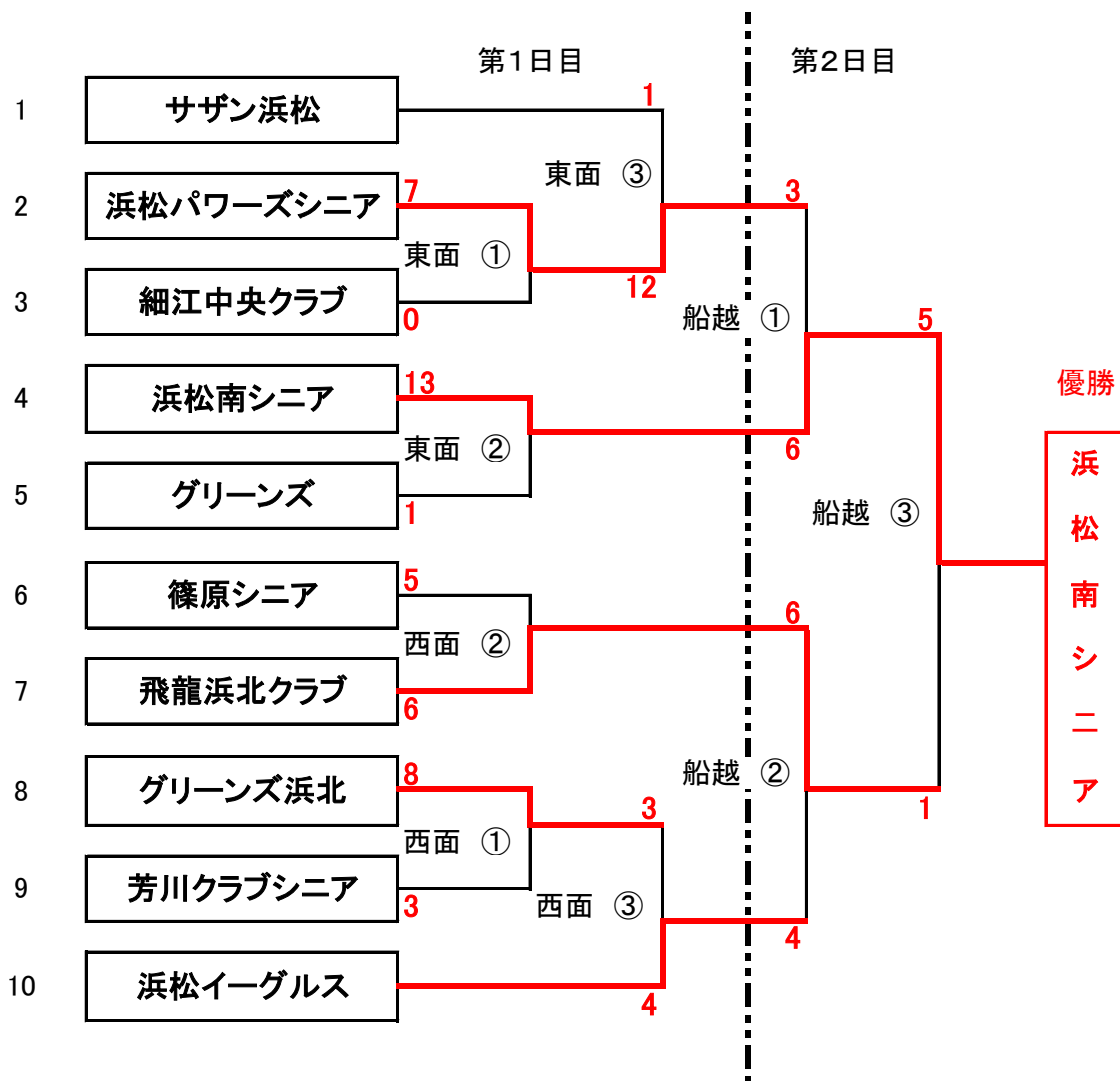 第1日目
第2日目
1
サザン浜松
1
東面 ③
2
浜松パワーズシニア
7
3
東面 ①
3
細江中央クラブ
0
12
船越 ①
5
4
浜松南シニア
13
優勝
東面 ②
6
浜松南シニア
5
グリーンズ
1
船越 ③
6
篠原シニア
5
6
西面 ②
7
飛龍浜北クラブ
6
船越 ②
8
グリーンズ浜北
8
3
1
西面 ①
9
芳川クラブシニア
3
西面 ③
4
10
浜松イーグルス
4